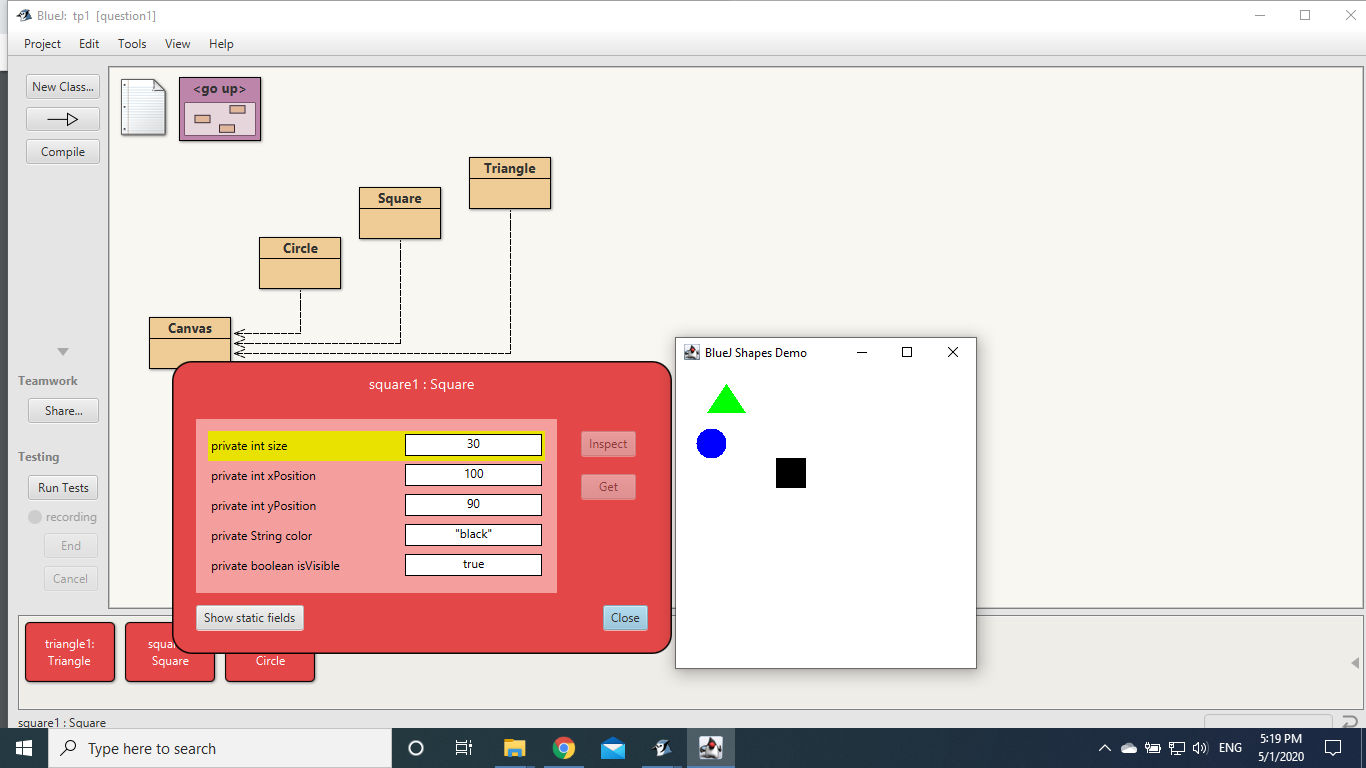 BlueJ: tp1 [question1]
Project Edit Tools View Help
New Class...
Compile
<go up>
Triangle
Square
Circle
Canvas
Teamwork
Share...
Testing
Run Tests
recording
End
Cancel
square1 : Square
private int size 30
private int xPosition 100
private int yPosition 90
private String color "black"
private boolean isVisible true
Inspect
Get
Show static fields
Close
BlueJ Shapes Demo
triangle1:
Triangle
squa
Square
Circle
square1 : Square
Type here to search
ENG
5:19 PM
5/1/2020